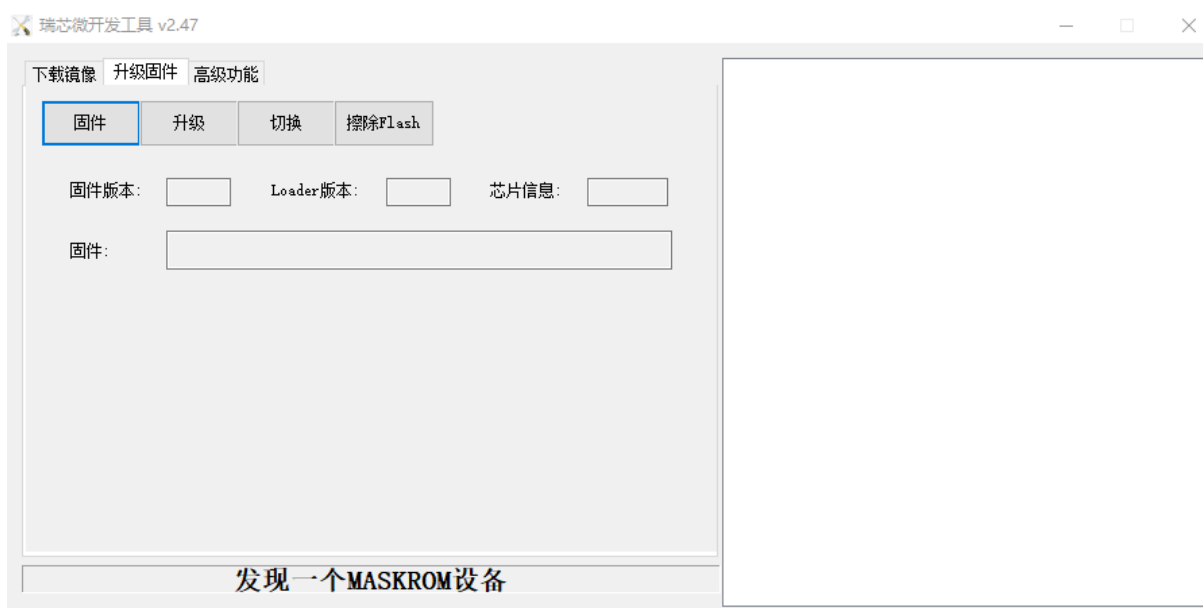 瑞芯微开发工具 v2.47
下载镜像 升级固件 高级功能
固件 升级 切换 擦除Flash
固件版本: Loader版本: 芯片信息:
固件:
发现一个MASKROM设备